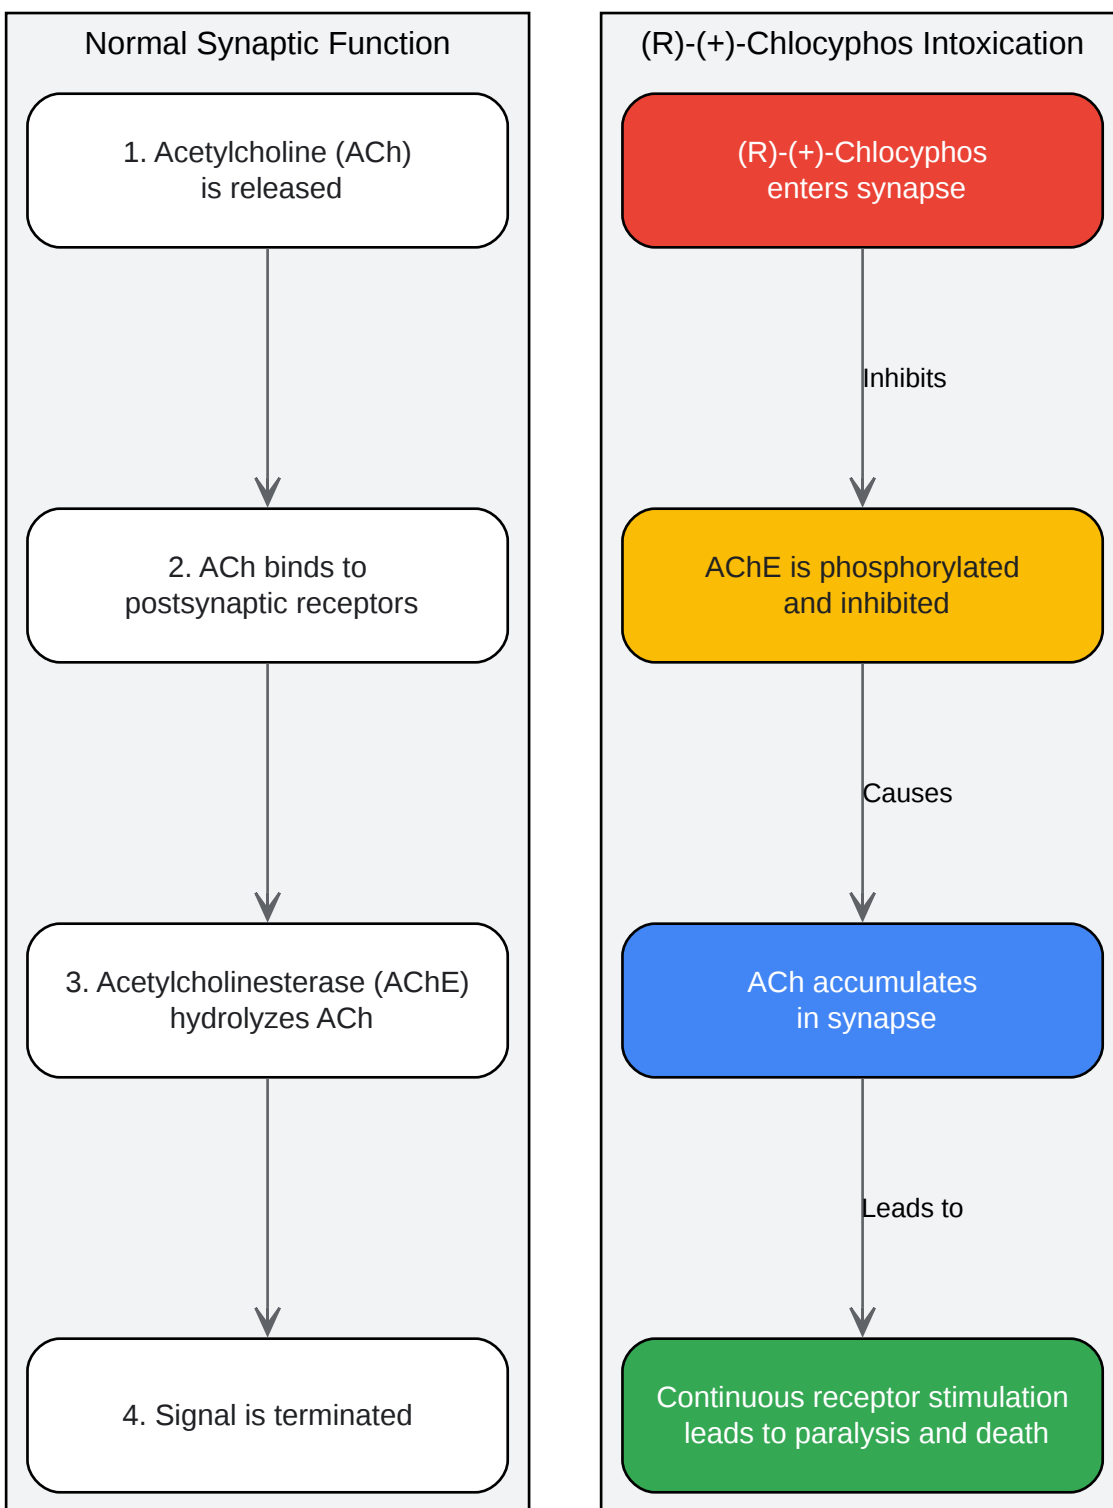 Normal Synaptic Function
1. Acetylcholine (ACh)
is released
2. ACh binds to
postsynaptic receptors
3. Acetylcholinesterase (AChE)
hydrolyzes ACh
4. Signal is terminated
(R)-(+)-Chlocyphos Intoxication
(R)-(+)-Chlocyphos
enters synapse
Inhibits
AChE is phosphorylated
and inhibited
Causes
ACh accumulates
in synapse
Leads to
Continuous receptor stimulation
leads to paralysis and death